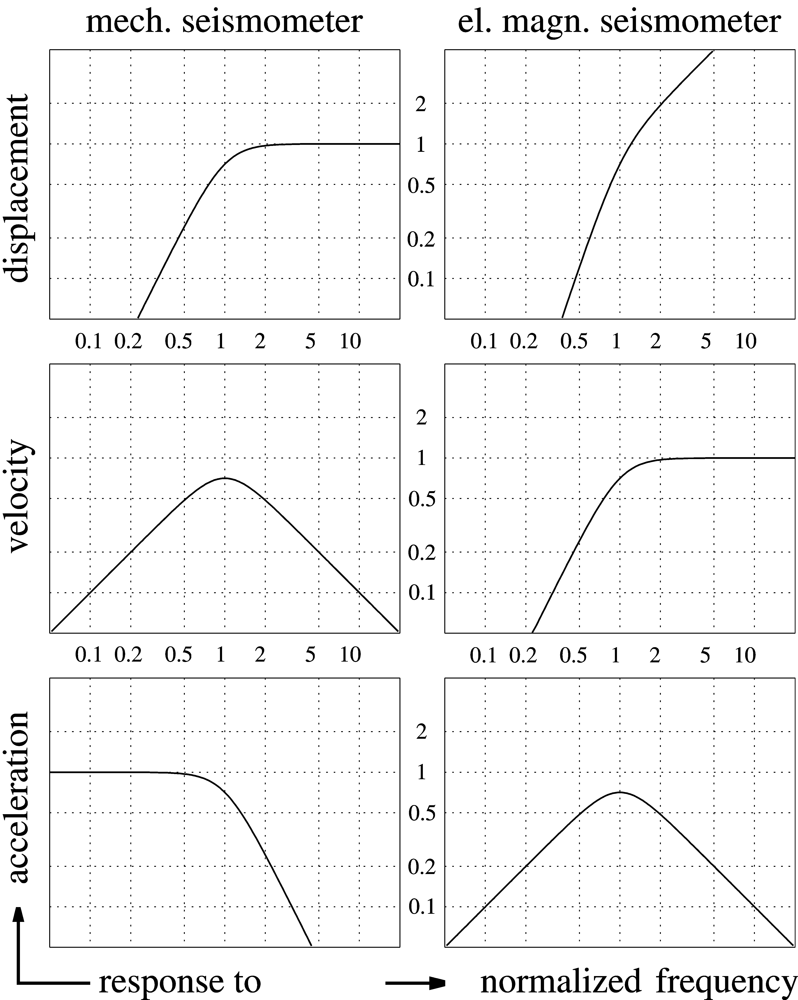 mech. seismometer
el. magn. seismometer
displacement
2
1
0.5
0.2
0.1
0.1 0.2 0.5 1 2 5 10
0.1 0.2 0.5 1 2 5 10
velocity
2
1
0.5
0.2
0.1
0.1 0.2 0.5 1 2 5 10
0.1 0.2 0.5 1 2 5 10
acceleration
2
1
0.5
0.2
0.1
response to
normalized frequency